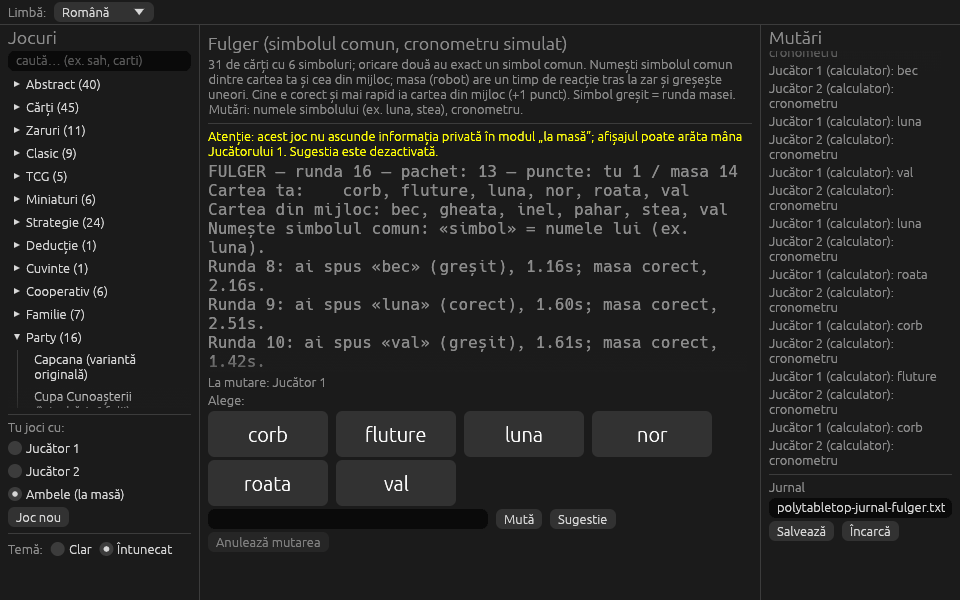 Limbă: Română
Jocuri
caută... (ex. sah, carti)
Abstract (40)
Cărți (45)
Zaruri (11)
Clasic (9)
TCG (5)
Miniaturi (6)
Strategie (24)
Deducție (1)
Cuvinte (1)
Cooperativ (6)
Familie (7)
Party (16)
Capcana (variantă
originală)
Cupa Cunoașterii
Tu joci cu:
Jucător 1
Jucător 2
Ambele (la masă)
Joc nou
Temă: Clar Întunecat
Fulger (simbolul comun, cronometru simulat)
31 de cărți cu 6 simboluri; oricare două au exact un simbol comun. Numești simbolul comun
dintre cartea ta și cea din mijloc; masa (robot) are un timp de reacție tras la zar și greșește
uneori. Cine e corect și mai rapid ia cartea din mijloc (+1 punct). Simbol greșit = runda masei.
Mutări: numele simbolului (ex. luna, stea), cronometru.
Atenție: acest joc nu ascunde informația privată în modul „la masă”; afișajul poate arăta mâna
Jucătorului 1. Sugestia este dezactivată.
FULGER — runda 16 — pachet: 13 — puncte: tu 1 / masa 14
Cartea ta: corb, fluture, luna, nor, roata, val
Cartea din mijloc: bec, gheata, inel, pahar, stea, val
Numește simbolul comun: «simbol» = numele lui (ex.
luna).
Runda 8: ai spus «bec» (greșit), 1.16s; masa corect,
2.16s.
Runda 9: ai spus «luna» (corect), 1.60s; masa corect,
2.51s.
Runda 10: ai spus «val» (greșit), 1.61s; masa corect,
1.42s.
La mutare: Jucător 1
Alege:
corb fluture luna nor
roata val
Mută Sugestie
Anulează mutarea
Mutări
cronometru
Jucător 1 (calculator): bec
Jucător 2 (calculator):
cronometru
Jucător 1 (calculator): luna
Jucător 2 (calculator):
cronometru
Jucător 1 (calculator): val
Jucător 2 (calculator):
cronometru
Jucător 1 (calculator): luna
Jucător 2 (calculator):
cronometru
Jucător 1 (calculator): roata
Jucător 2 (calculator):
cronometru
Jucător 1 (calculator): corb
Jucător 2 (calculator):
cronometru
Jucător 1 (calculator): fluture
Jucător 2 (calculator):
cronometru
Jucător 1 (calculator): corb
Jucător 2 (calculator):
cronometru
Jurnal
polytabletop-jurnal-fulger.txt
Salvează Încarcă